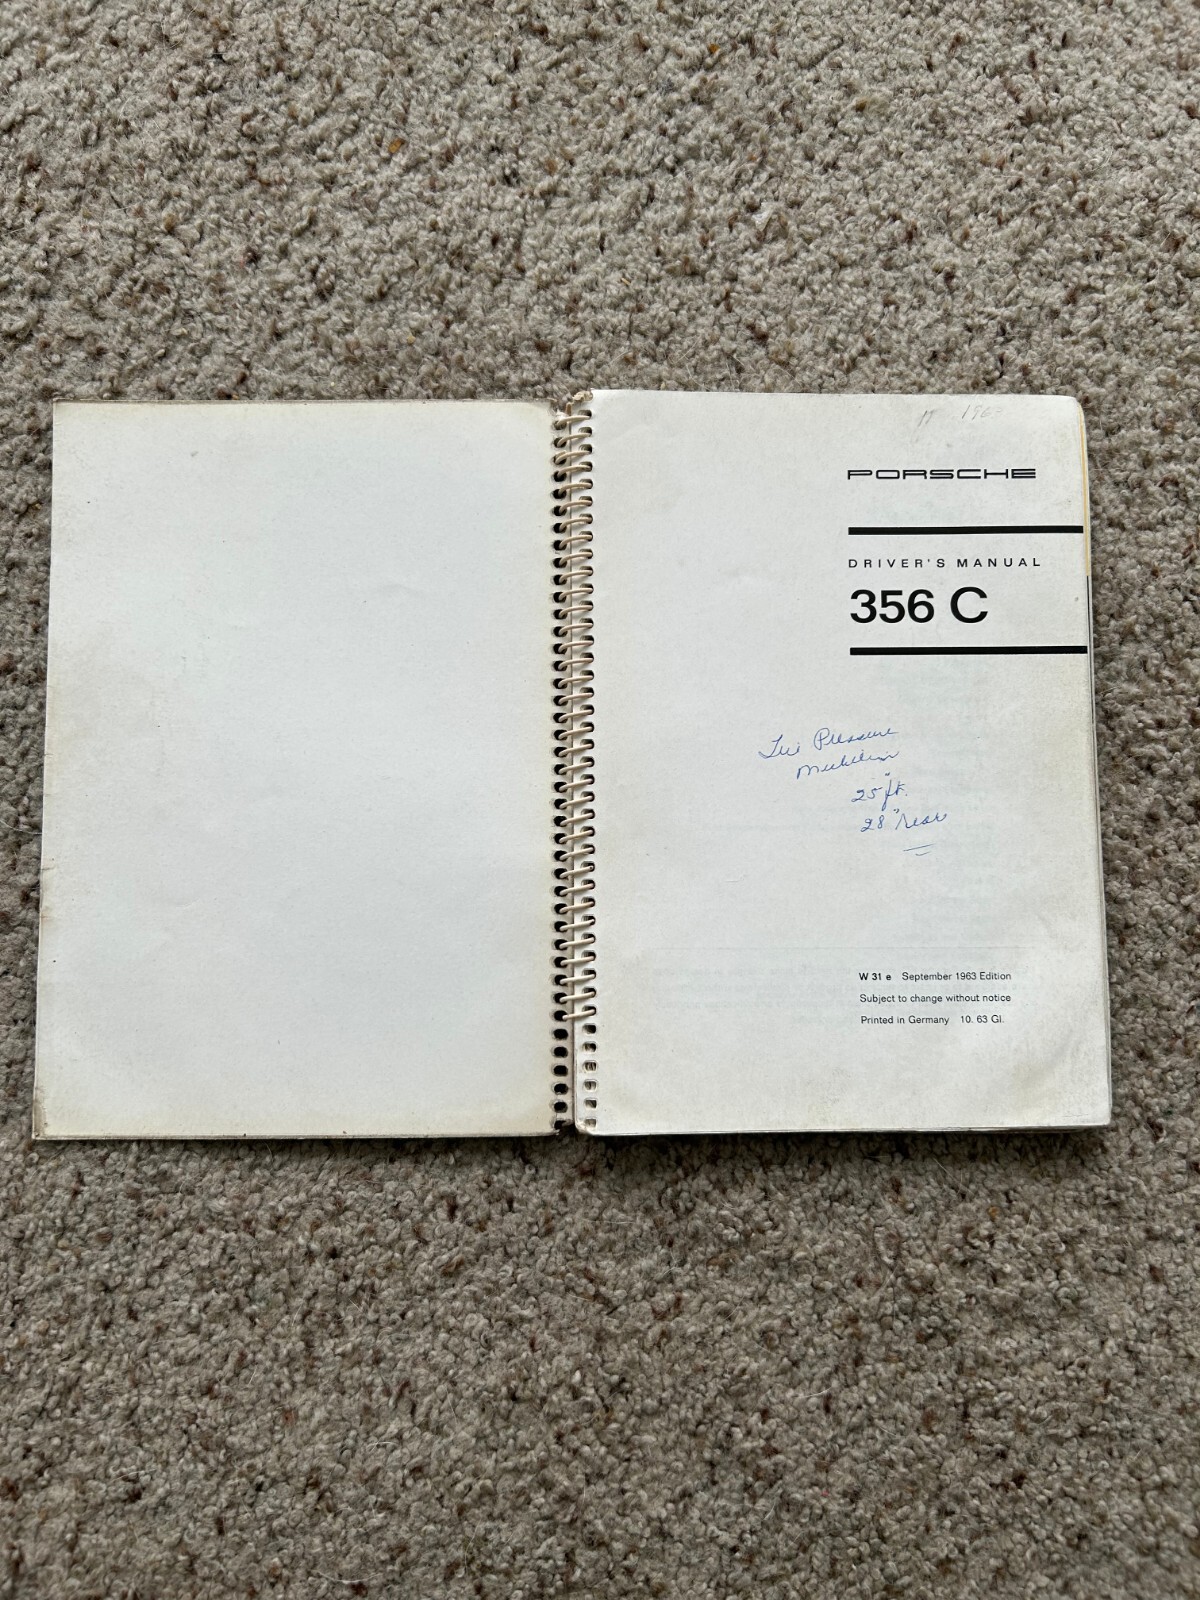 PORSCHE
DRIVER'S MANUAL
356 C
Tire Pressure
Michelin
25" ft.
28" rear
W 31 e September 1963 Edition
Subject to change without notice
Printed in Germany 10. 63 Gl.